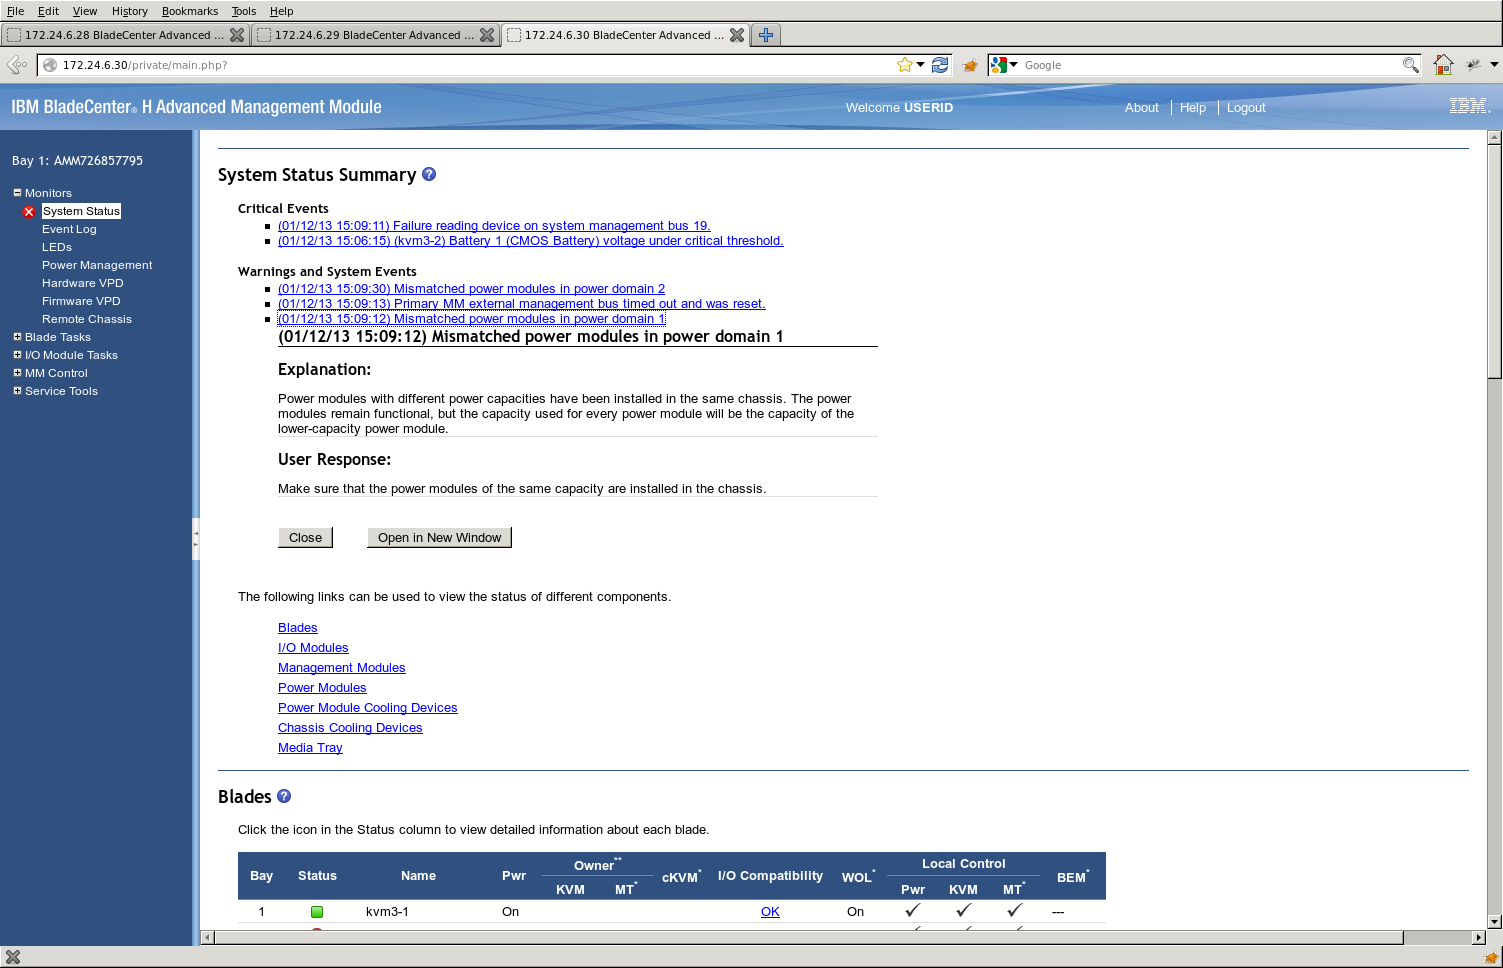 File Edit View History Bookmarks Tools Help
172.24.6.28 BladeCenter Advanced ... 172.24.6.29 BladeCenter Advanced ... 172.24.6.30 BladeCenter Advanced ...
172.24.6.30/private/main.php? Google
IBM BladeCenter® H Advanced Management Module Welcome USERID About Help Logout IBM.
Bay 1: AMM726857795
Monitors
System Status
Event Log
LEDs
Power Management
Hardware VPD
Firmware VPD
Remote Chassis
Blade Tasks
I/O Module Tasks
MM Control
Service Tools
System Status Summary ?
Critical Events
(01/12/13 15:09:11) Failure reading device on system management bus 19.
(01/12/13 15:06:15) (kvm3-2) Battery 1 (CMOS Battery) voltage under critical threshold.
Warnings and System Events
(01/12/13 15:09:30) Mismatched power modules in power domain 2
(01/12/13 15:09:13) Primary MM external management bus timed out and was reset.
(01/12/13 15:09:12) Mismatched power modules in power domain 1
(01/12/13 15:09:12) Mismatched power modules in power domain 1
Explanation:
Power modules with different power capacities have been installed in the same chassis. The power
modules remain functional, but the capacity used for every power module will be the capacity of the
lower-capacity power module.
User Response:
Make sure that the power modules of the same capacity are installed in the chassis.
Close Open in New Window
The following links can be used to view the status of different components.
Blades
I/O Modules
Management Modules
Power Modules
Power Module Cooling Devices
Chassis Cooling Devices
Media Tray
Blades ?
Click the icon in the Status column to view detailed information about each blade.
Bay Status Name Pwr Owner** cKVM* I/O Compatibility WOL* Local Control BEM*
KVM MT* Pwr KVM MT*
1 kvm3-1 On OK On ✓ ✓ ✓ ---